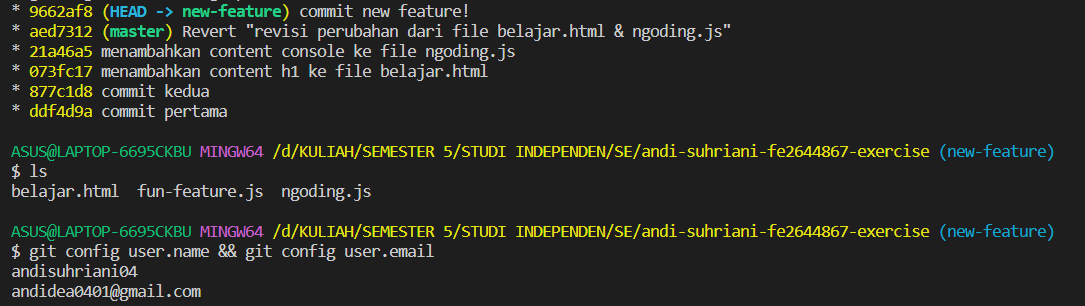 * 9662af8 (HEAD -> new-feature) commit new feature!
* aed7312 (master) Revert "revisi perubahan dari file belajar.html & ngoding.js"
* 21a46a5 menambahkan content console ke file ngoding.js
* 073fc17 menambahkan content h1 ke file belajar.html
* 877c1d8 commit kedua
* ddf4d9a commit pertama
ASUS@LAPTOP-6695CKBU MINGW64 /d/KULIAH/SEMESTER 5/STUDI INDEPENDEN/SE/andi-suhriani-fe2644867-exercise (new-feature)
$ ls
belajar.html  fun-feature.js  ngoding.js
ASUS@LAPTOP-6695CKBU MINGW64 /d/KULIAH/SEMESTER 5/STUDI INDEPENDEN/SE/andi-suhriani-fe2644867-exercise (new-feature)
$ git config user.name && git config user.email
andisuhriani04
andidea0401@gmail.com